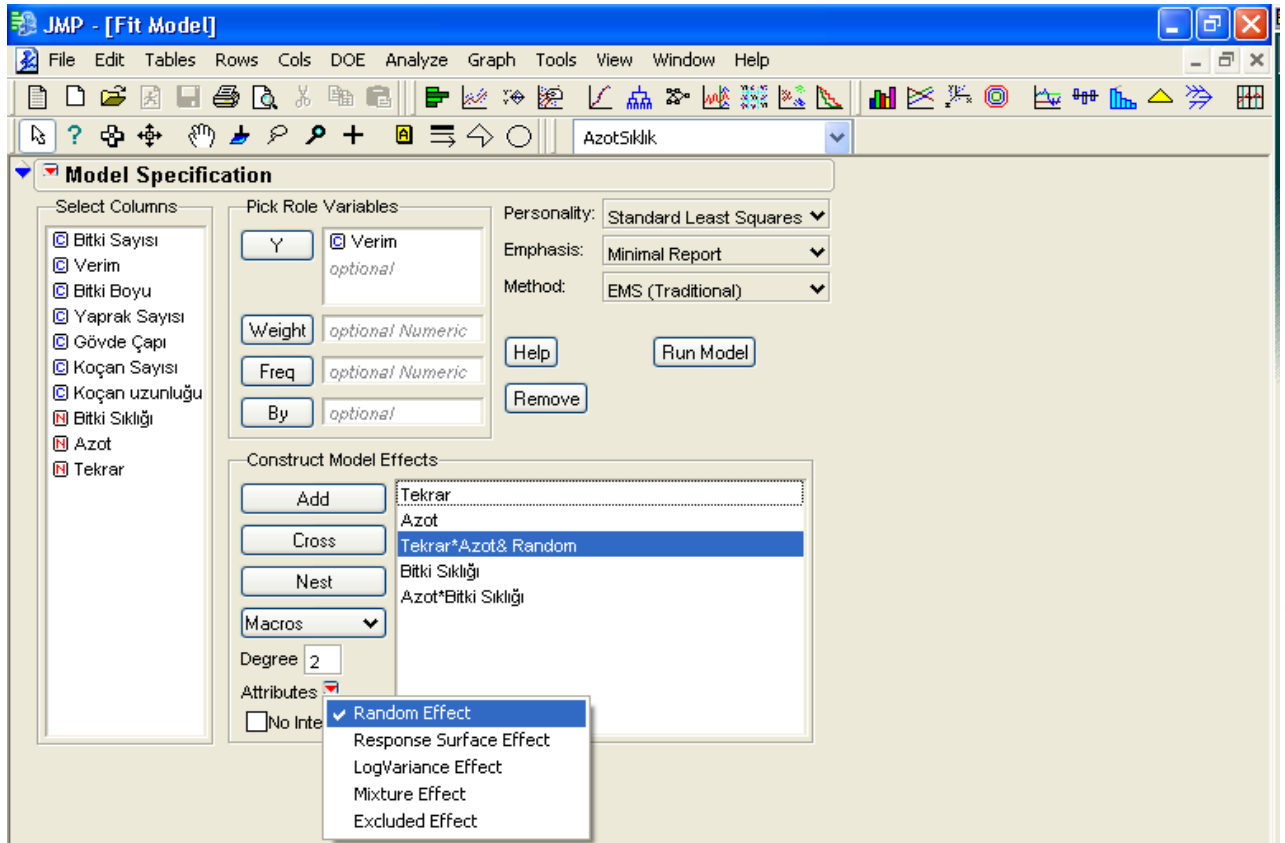 JMP - [Fit Model]
File Edit Tables Rows Cols DOE Analyze Graph Tools View Window Help
AzotSıklık
Model Specification
Select Columns
C Bitki Sayısı
C Verim
C Bitki Boyu
C Yaprak Sayısı
C Gövde Çapı
C Koçan Sayısı
C Koçan uzunluğu
N Bitki Sıklığı
N Azot
N Tekrar
Pick Role Variables
Y
C Verim
optional
Weight optional Numeric
Freq optional Numeric
By optional
Personality: Standard Least Squares
Emphasis: Minimal Report
Method: EMS (Traditional)
Help Run Model
Remove
Construct Model Effects
Add
Cross
Nest
Macros
Degree 2
Attributes
No Inte
Tekrar
Azot
Tekrar*Azot& Random
Bitki Sıklığı
Azot*Bitki Sıklığı
Random Effect
Response Surface Effect
LogVariance Effect
Mixture Effect
Excluded Effect